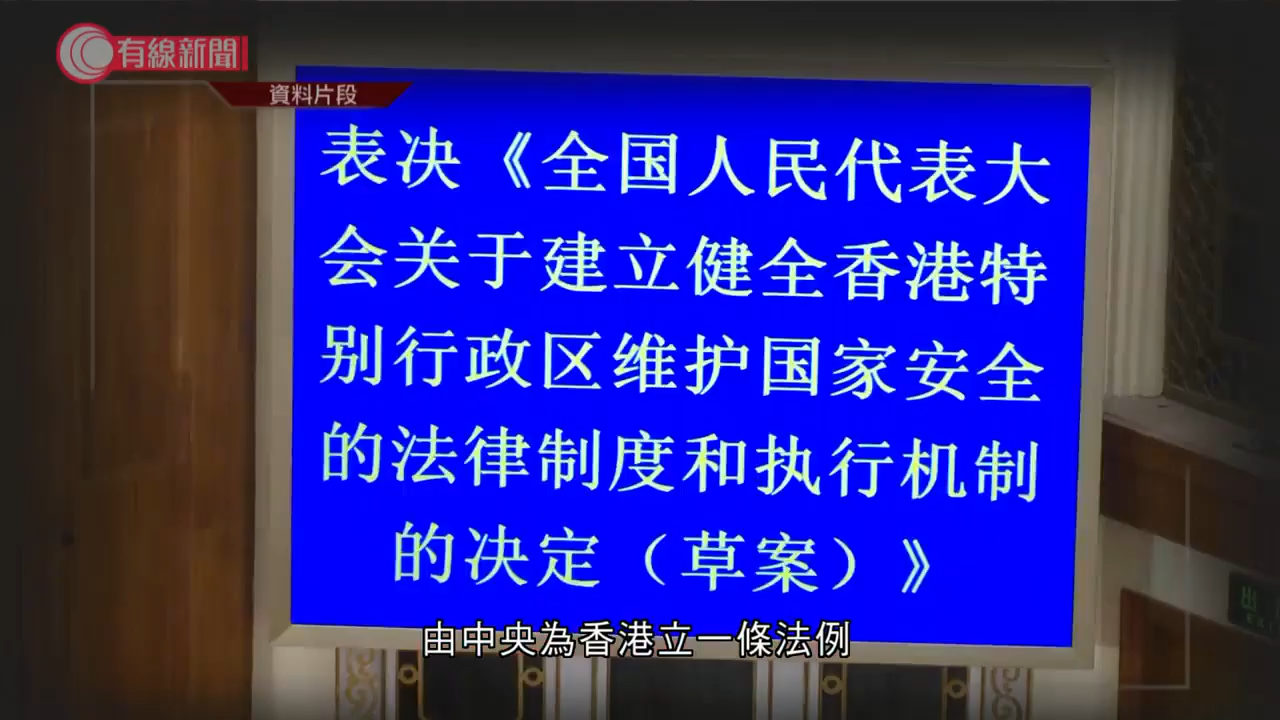 有線新聞
資料片段
表决《全国人民代表大
会关于建立健全香港特
别行政区维护国家安全
的法律制度和执行机制
的决定（草案）》
出
由中央為香港立一條法例